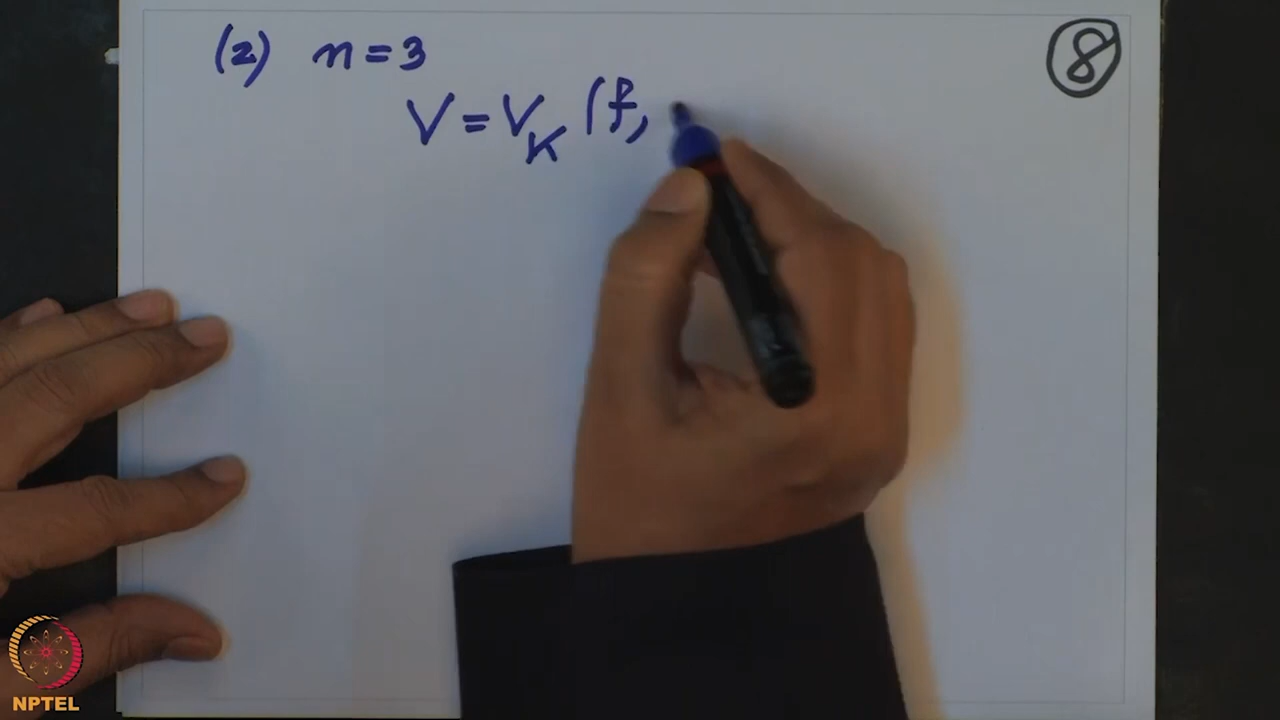 (2) n = 3
8
V = V_K (f,
NPTEL